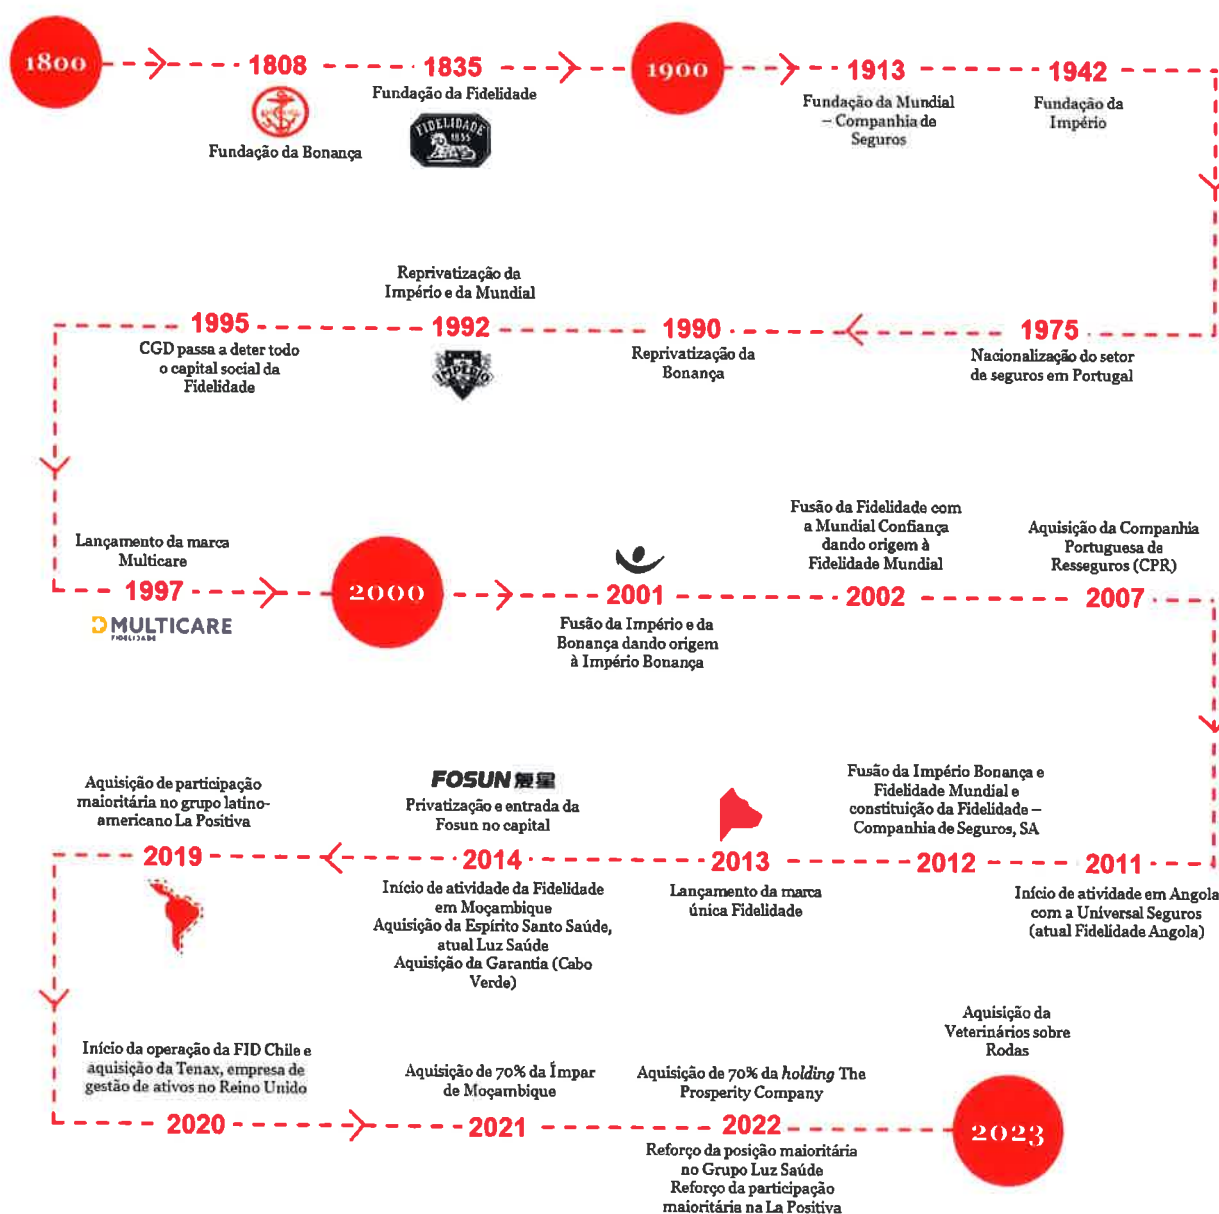 1800
1808
Fundação da Bonança
1835
Fundação da Fidelidade
FIDELIDADE
1835
1900
1913
Fundação da Mundial
– Companhia de
Seguros
1942
Fundação da
Império
1975
Nacionalização do setor
de seguros em Portugal
1990
Reprivatização da
Bonança
Reprivatização da
Império e da Mundial
1992
IMPÉRIO
1995
CGD passa a deter todo
o capital social da
Fidelidade
Lançamento da marca
Multicare
1997
MULTICARE
FIDELIDADE
2000
2001
Fusão da Império e da
Bonança dando origem
à Império Bonança
Fusão da Fidelidade com
a Mundial Confiança
dando origem à
Fidelidade Mundial
2002
Aquisição da Companhia
Portuguesa de
Resseguros (CPR)
2007
2011
Início de atividade em Angola
com a Universal Seguros
(atual Fidelidade Angola)
Fusão da Império Bonança e
Fidelidade Mundial e
constituição da Fidelidade –
Companhia de Seguros, SA
2012
2013
Lançamento da marca
única Fidelidade
FOSUN 复星
Privatização e entrada da
Fosun no capital
2014
Início de atividade da Fidelidade
em Moçambique
Aquisição da Espírito Santo Saúde,
atual Luz Saúde
Aquisição da Garantia (Cabo
Verde)
Aquisição de participação
maioritária no grupo latino-
americano La Positiva
2019
Início da operação da FID Chile e
aquisição da Tenax, empresa de
gestão de ativos no Reino Unido
2020
Aquisição de 70% da Ímpar
de Moçambique
2021
Aquisição de 70% da holding The
Prosperity Company
2022
Reforço da posição maioritária
no Grupo Luz Saúde
Reforço da participação
maioritária na La Positiva
Aquisição da
Veterinários sobre
Rodas
2023